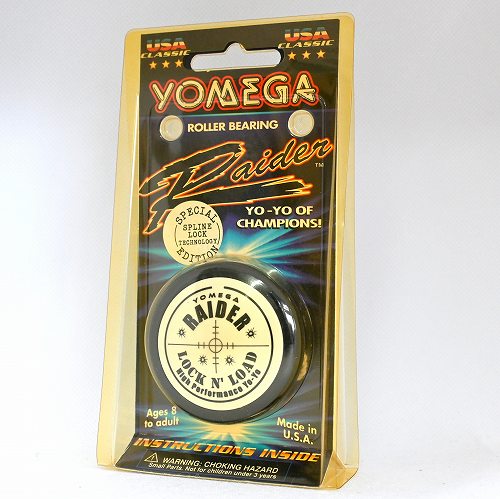 USA
CLASSIC
USA
CLASSIC
YOMEGA
ROLLER BEARING
Raider™
YO-YO OF
CHAMPIONS!
SPECIAL
SPLINE
LOCK
TECHNOLOGY
EDITION
YOMEGA
RAIDER
LOCK N' LOAD
High Performance Yo-Yo
Ages 8
to adult
Made in
U.S.A.
INSTRUCTIONS INSIDE
WARNING: CHOKING HAZARD
Small Parts. Not for children under 3 years